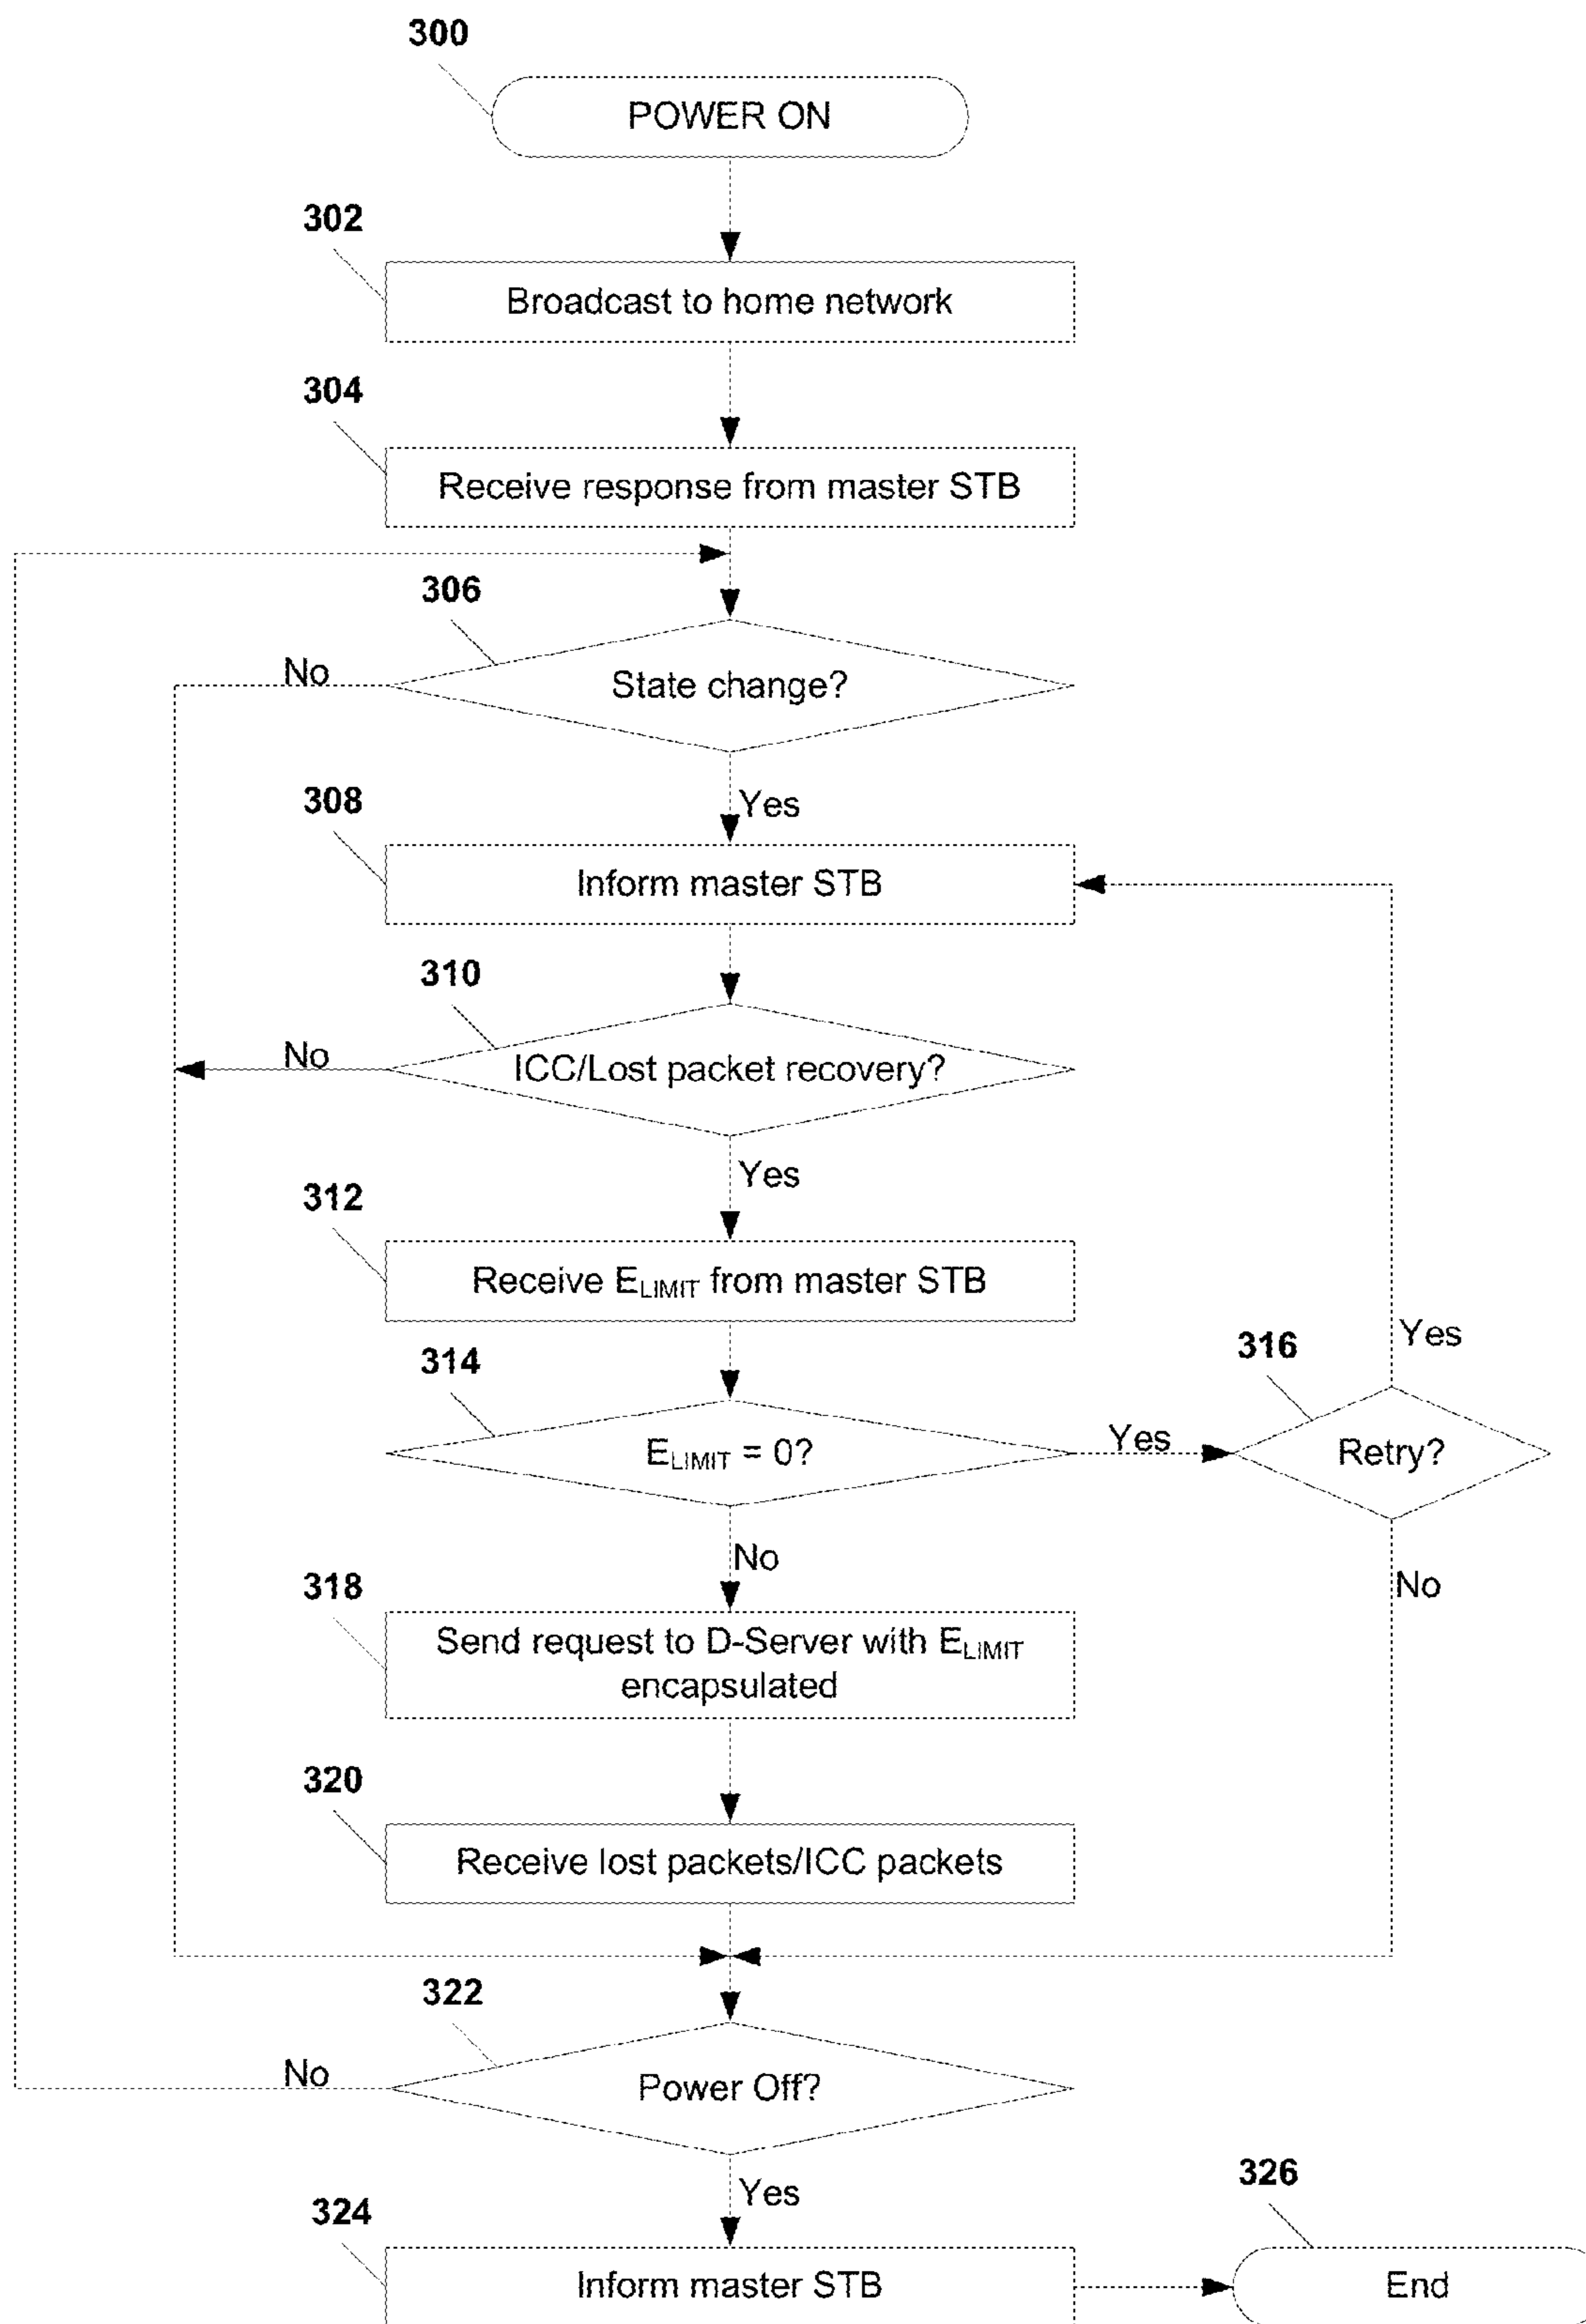 300
POWER ON
302
Broadcast to home network
304
Receive response from master STB
306
No
State change?
308
Yes
Inform master STB
310
No
ICC/Lost packet recovery?
Yes
312
Receive ELIMIT from master STB
314
316
Yes
ELIMIT = 0?
Yes
Retry?
No
318
No
Send request to D-Server with ELIMIT
encapsulated
320
Receive lost packets/ICC packets
322
No
Power Off?
Yes
324
326
Inform master STB
End